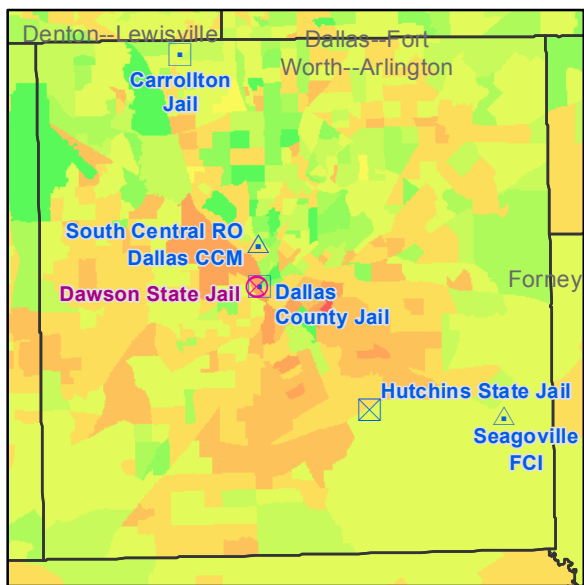 Denton--Lewisville
Dallas--Fort
Worth--Arlington
Carrollton
Jail
South Central RO
Dallas CCM
Dawson State Jail
Dallas
County Jail
Forney
Hutchins State Jail
Seagoville
FCI